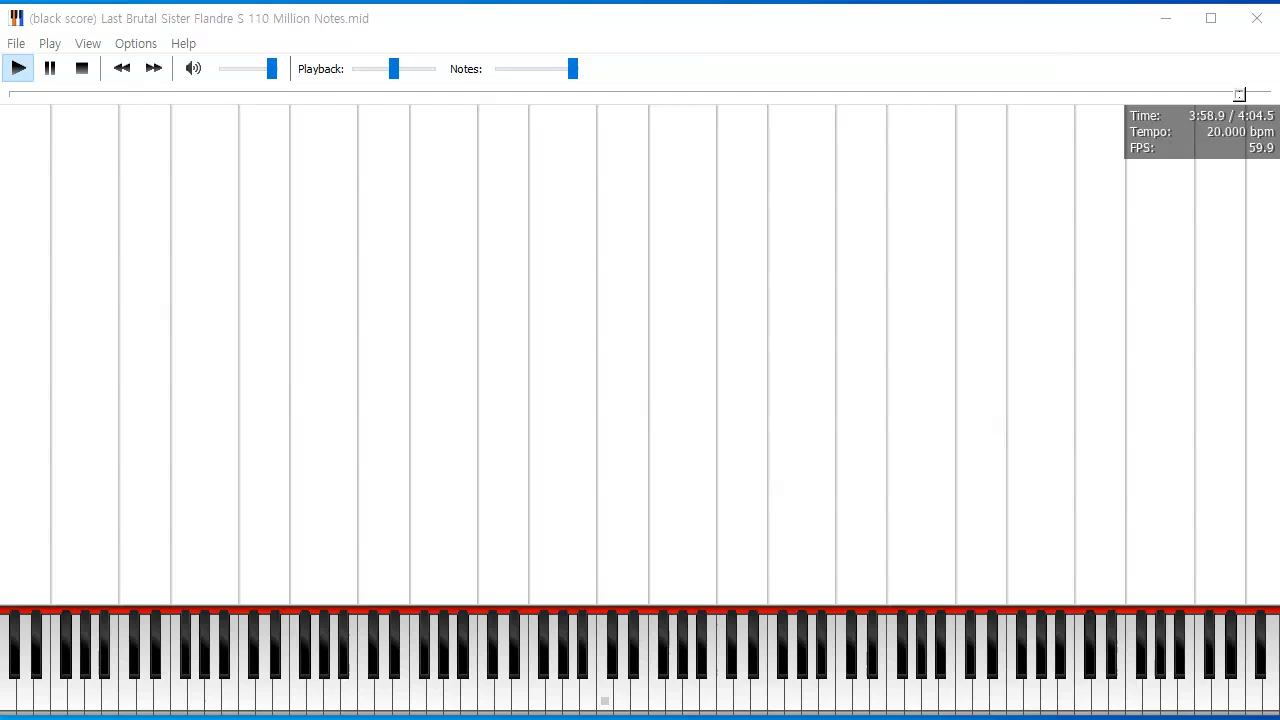 (black score) Last Brutal Sister Flandre S 110 Million Notes.mid
File Play View Options Help
Playback: Notes:
Time: 3:58.9 / 4:04.5
Tempo: 20.000 bpm
FPS: 59.9